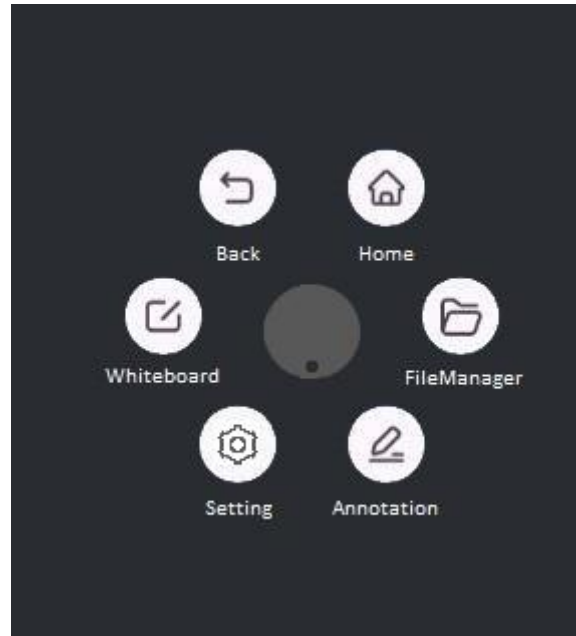 Back
Home
Whiteboard
FileManager
Setting
Annotation